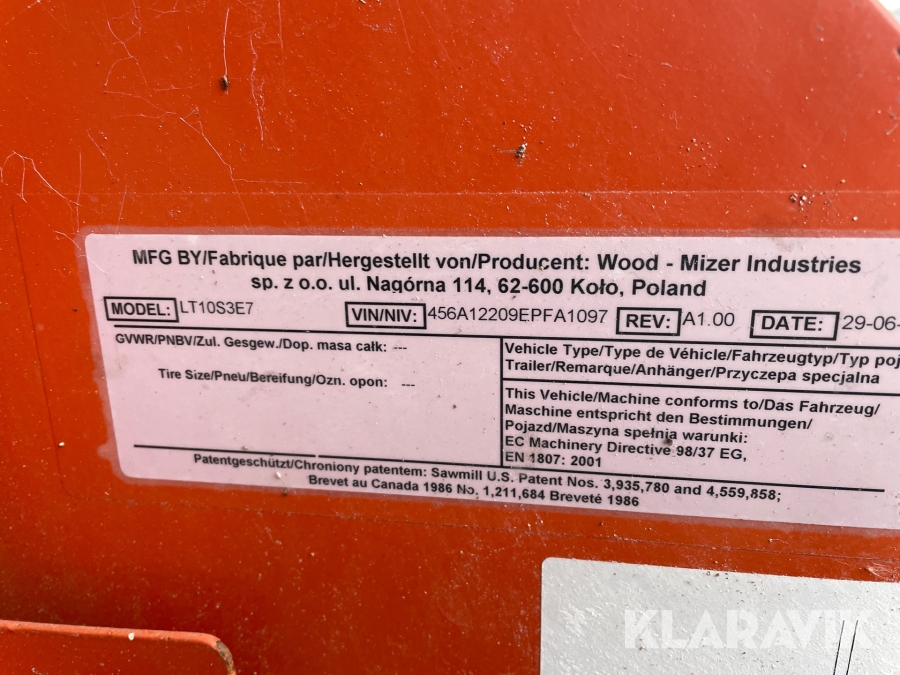 MFG BY/Fabrique par/Hergestellt von/Producent: Wood - Mizer Industries
sp. z o.o. ul. Nagórna 114, 62-600 Koło, Poland
MODEL: LT10S3E7 VIN/NIV: 456A12209EPFA1097 REV: A1.00 DATE: 29-06-
GVWR/PNBV/Zul. Gesgew./Dop. masa całk: ---
Tire Size/Pneu/Bereifung/Ozn. opon: ---
Vehicle Type/Type de Véhicle/Fahrzeugtyp/Typ poj
Trailer/Remarque/Anhänger/Przyczepa specjalna
This Vehicle/Machine conforms to/Das Fahrzeug/
Maschine entspricht den Bestimmungen/
Pojazd/Maszyna spełnia warunki:
EC Machinery Directive 98/37 EG,
EN 1807: 2001
Patentgeschützt/Chroniony patentem: Sawmill U.S. Patent Nos. 3,935,780 and 4,559,858;
Brevet au Canada 1986 No. 1,211,684 Breveté 1986
KLARAVIK